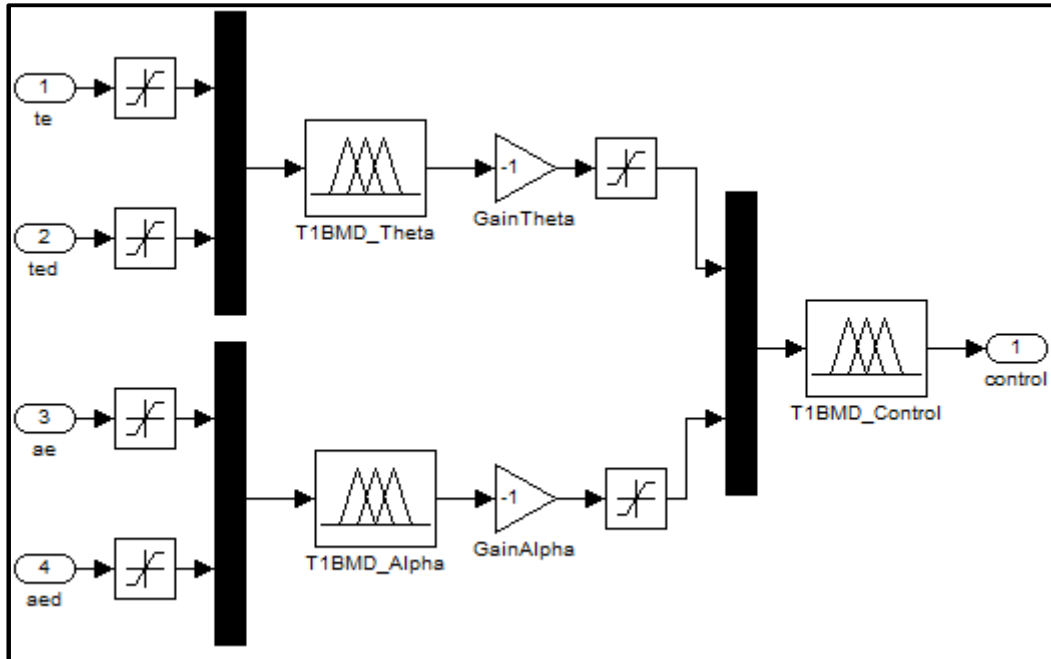 1
te
2
ted
T1BMD_Theta
-1
GainTheta
3
ae
4
aed
T1BMD_Alpha
-1
GainAlpha
T1BMD_Control
1
control